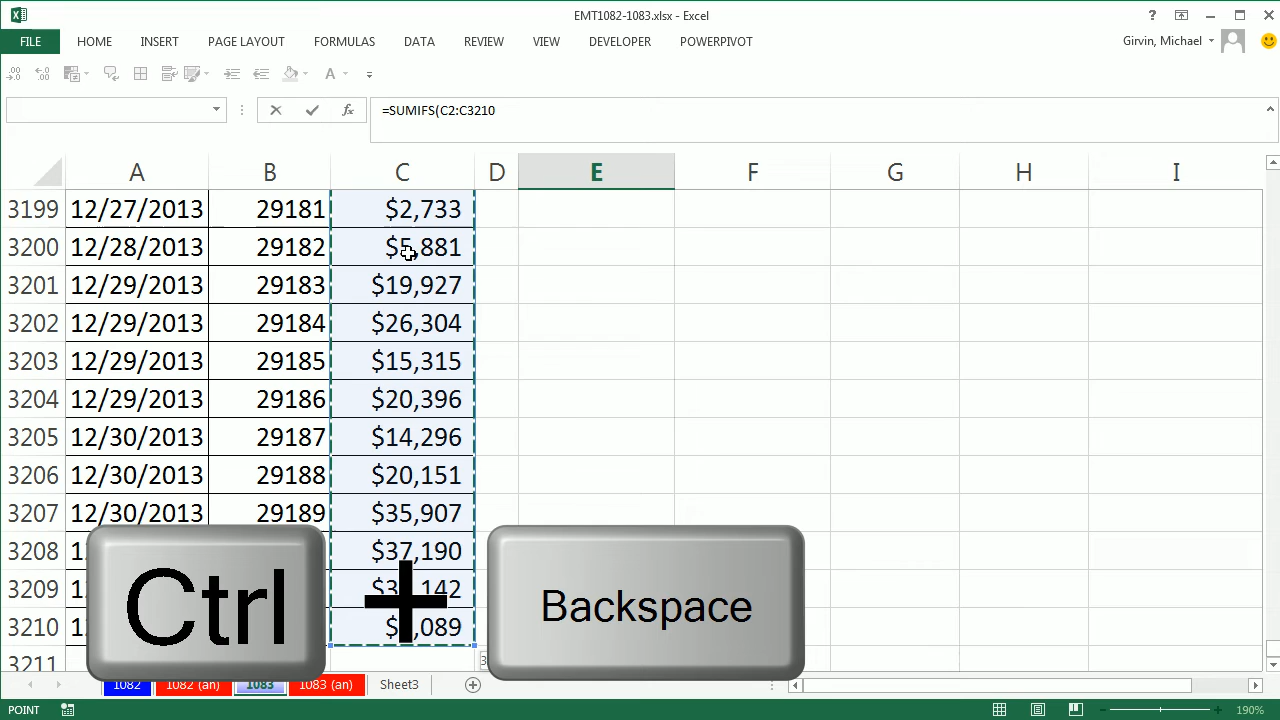 EMT1082-1083.xlsx - Excel
FILE HOME INSERT PAGE LAYOUT FORMULAS DATA REVIEW VIEW DEVELOPER POWERPIVOT Girvin, Michael
=SUMIFS(C2:C3210
A B C D E F G H I
3199 12/27/2013 29181 $2,733
3200 12/28/2013 29182 $5,881
3201 12/29/2013 29183 $19,927
3202 12/29/2013 29184 $26,304
3203 12/29/2013 29185 $15,315
3204 12/29/2013 29186 $20,396
3205 12/30/2013 29187 $14,296
3206 12/30/2013 29188 $20,151
3207 12/30/2013 29189 $35,907
3208 $37,190
3209
3210
3211
Ctrl + Backspace
1082 1082 (an) 1083 1083 (an) Sheet3
POINT 190%